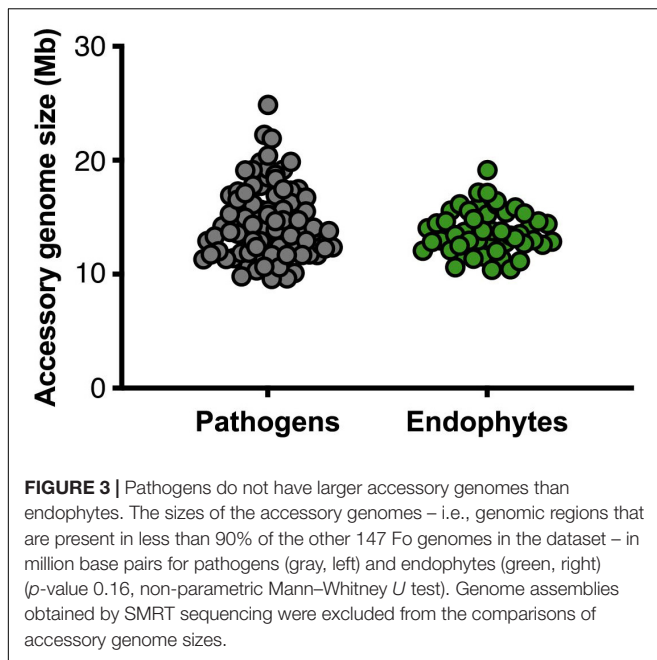 30
20
10
0
Accessory genome size (Mb)
Pathogens
Endophytes
FIGURE 3 | Pathogens do not have larger accessory genomes than
endophytes. The sizes of the accessory genomes – i.e., genomic regions that
are present in less than 90% of the other 147 Fo genomes in the dataset – in
million base pairs for pathogens (gray, left) and endophytes (green, right)
(p-value 0.16, non-parametric Mann–Whitney U test). Genome assemblies
obtained by SMRT sequencing were excluded from the comparisons of
accessory genome sizes.